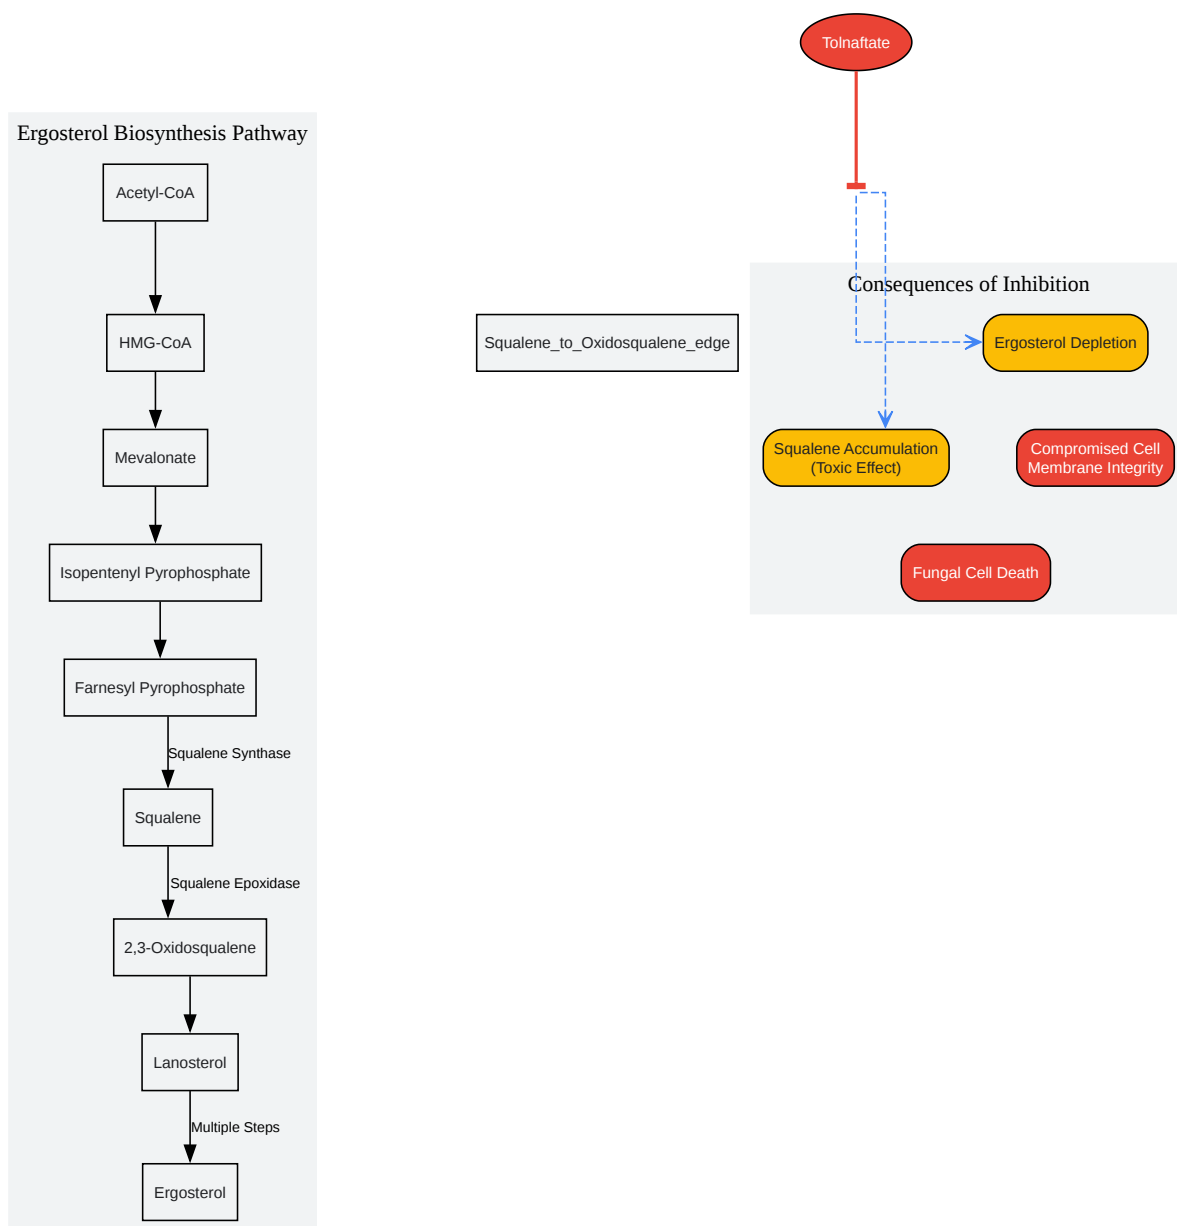 Tolnaftate
Ergosterol Biosynthesis Pathway
Acetyl-CoA
HMG-CoA
Mevalonate
Isopentenyl Pyrophosphate
Farnesyl Pyrophosphate
Squalene Synthase
Squalene
Squalene Epoxidase
2,3-Oxidosqualene
Lanosterol
Multiple Steps
Ergosterol
Squalene_to_Oxidosqualene_edge
Consequences of Inhibition
Ergosterol Depletion
Squalene Accumulation
(Toxic Effect)
Compromised Cell
Membrane Integrity
Fungal Cell Death